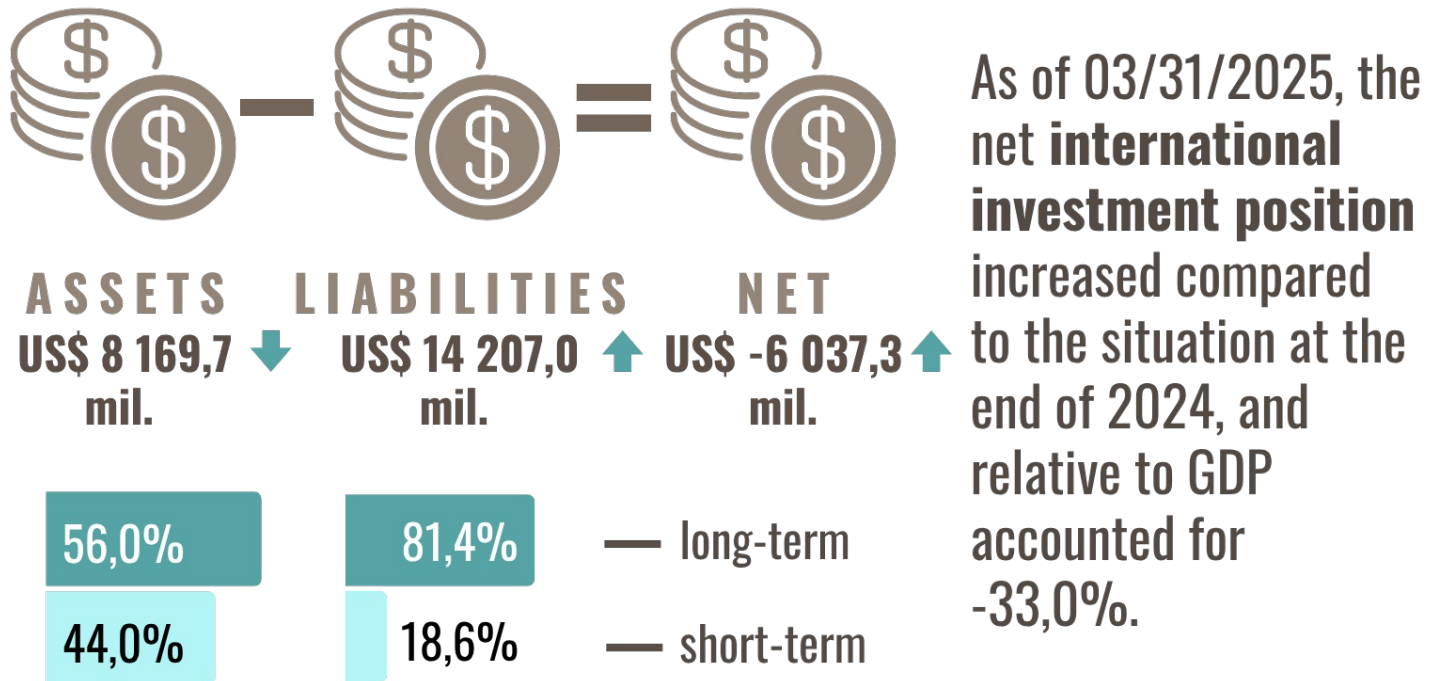 $ $ $
$ $ $
ASSETS
US$ 8 169,7
mil.
LIABILITIES
US$ 14 207,0
mil.
NET
US$ -6 037,3
mil.
56,0%
44,0%
81,4%
18,6%
long-term
short-term
As of 03/31/2025, the
net international
investment position
increased compared
to the situation at the
end of 2024, and
relative to GDP
accounted for
-33,0%.